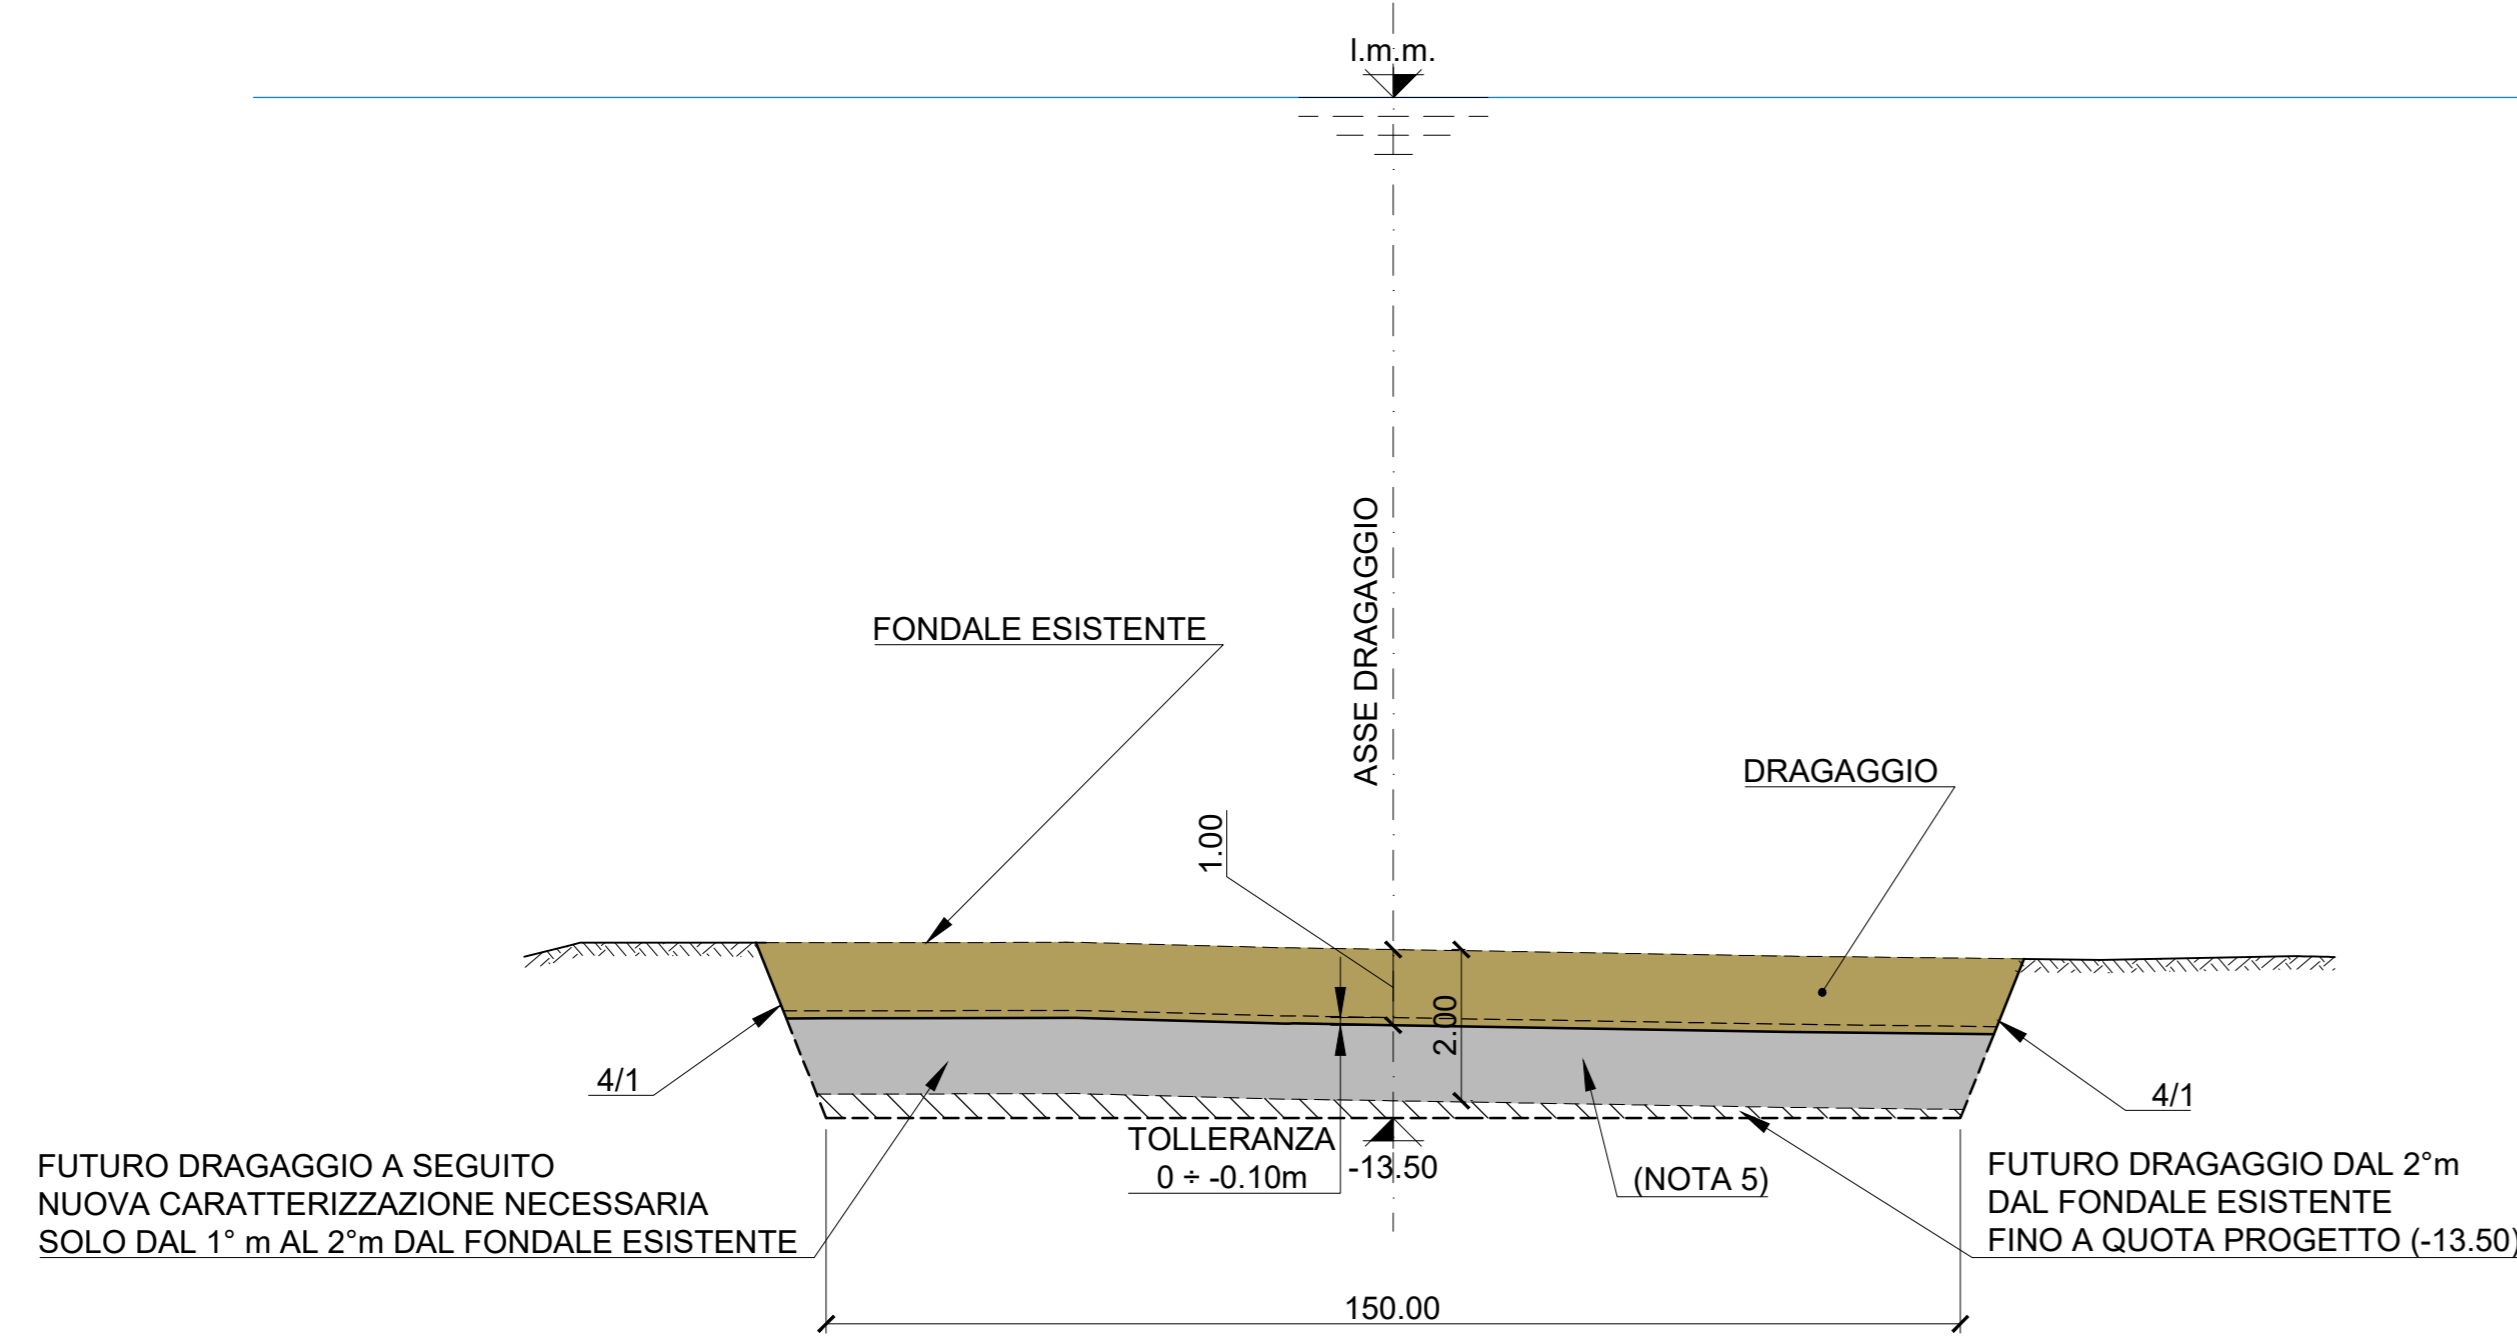 l.m.m.
ASSE DRAGAGGIO
FONDALE ESISTENTE
DRAGAGGIO
1.00
2.00
4/1
4/1
TOLLERANZA
0 ÷ -0.10m
-13.50
(NOTA 5)
FUTURO DRAGAGGIO A SEGUITO
NUOVA CARATTERIZZAZIONE NECESSARIA
SOLO DAL 1° m AL 2°m DAL FONDALE ESISTENTE
FUTURO DRAGAGGIO DAL 2°m
DAL FONDALE ESISTENTE
FINO A QUOTA PROGETTO (-13.50)
150.00